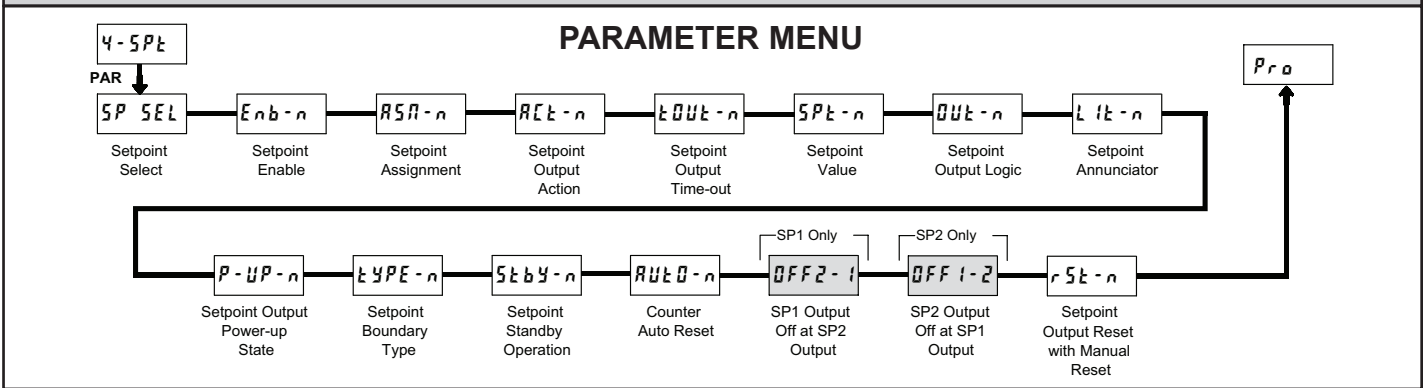 PARAMETER MENU
4-SPt
Pro
PAR
SP SEL
Enb-n
ASN-n
ACt-n
tOUt-n
SPt-n
OUt-n
LIt-n
Setpoint
Select
Setpoint
Enable
Setpoint
Assignment
Setpoint
Output
Action
Setpoint
Output
Time-out
Setpoint
Value
Setpoint
Output Logic
Setpoint
Annunciator
SP1 Only
SP2 Only
P-UP-n
tYPE-n
StbY-n
AUtO-n
OFF2-1
OFF1-2
rSt-n
Setpoint Output
Power-up
State
Setpoint
Boundary
Type
Setpoint
Standby
Operation
Counter
Auto Reset
SP1 Output
Off at SP2
Output
SP2 Output
Off at SP1
Output
Setpoint
Output Reset
with Manual
Reset